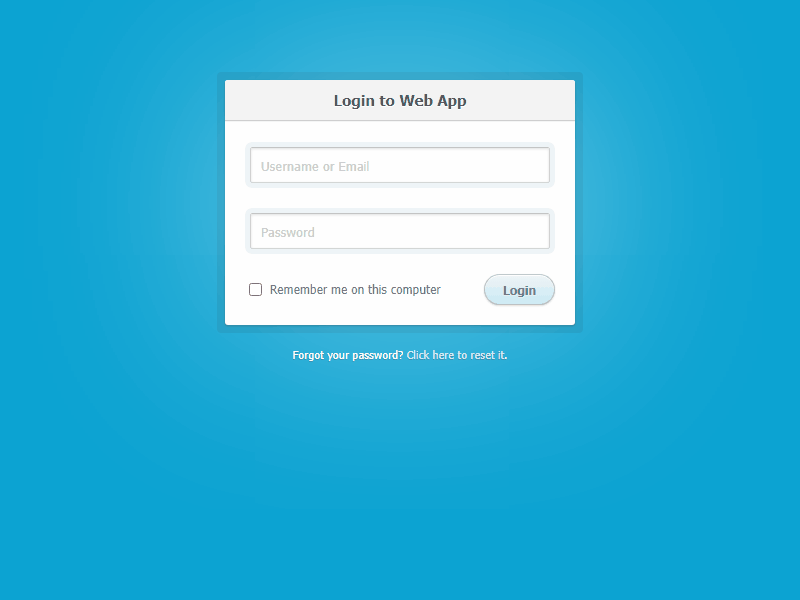 Login to Web App
Username or Email
Password
Remember me on this computer
Login
Forgot your password? Click here to reset it.